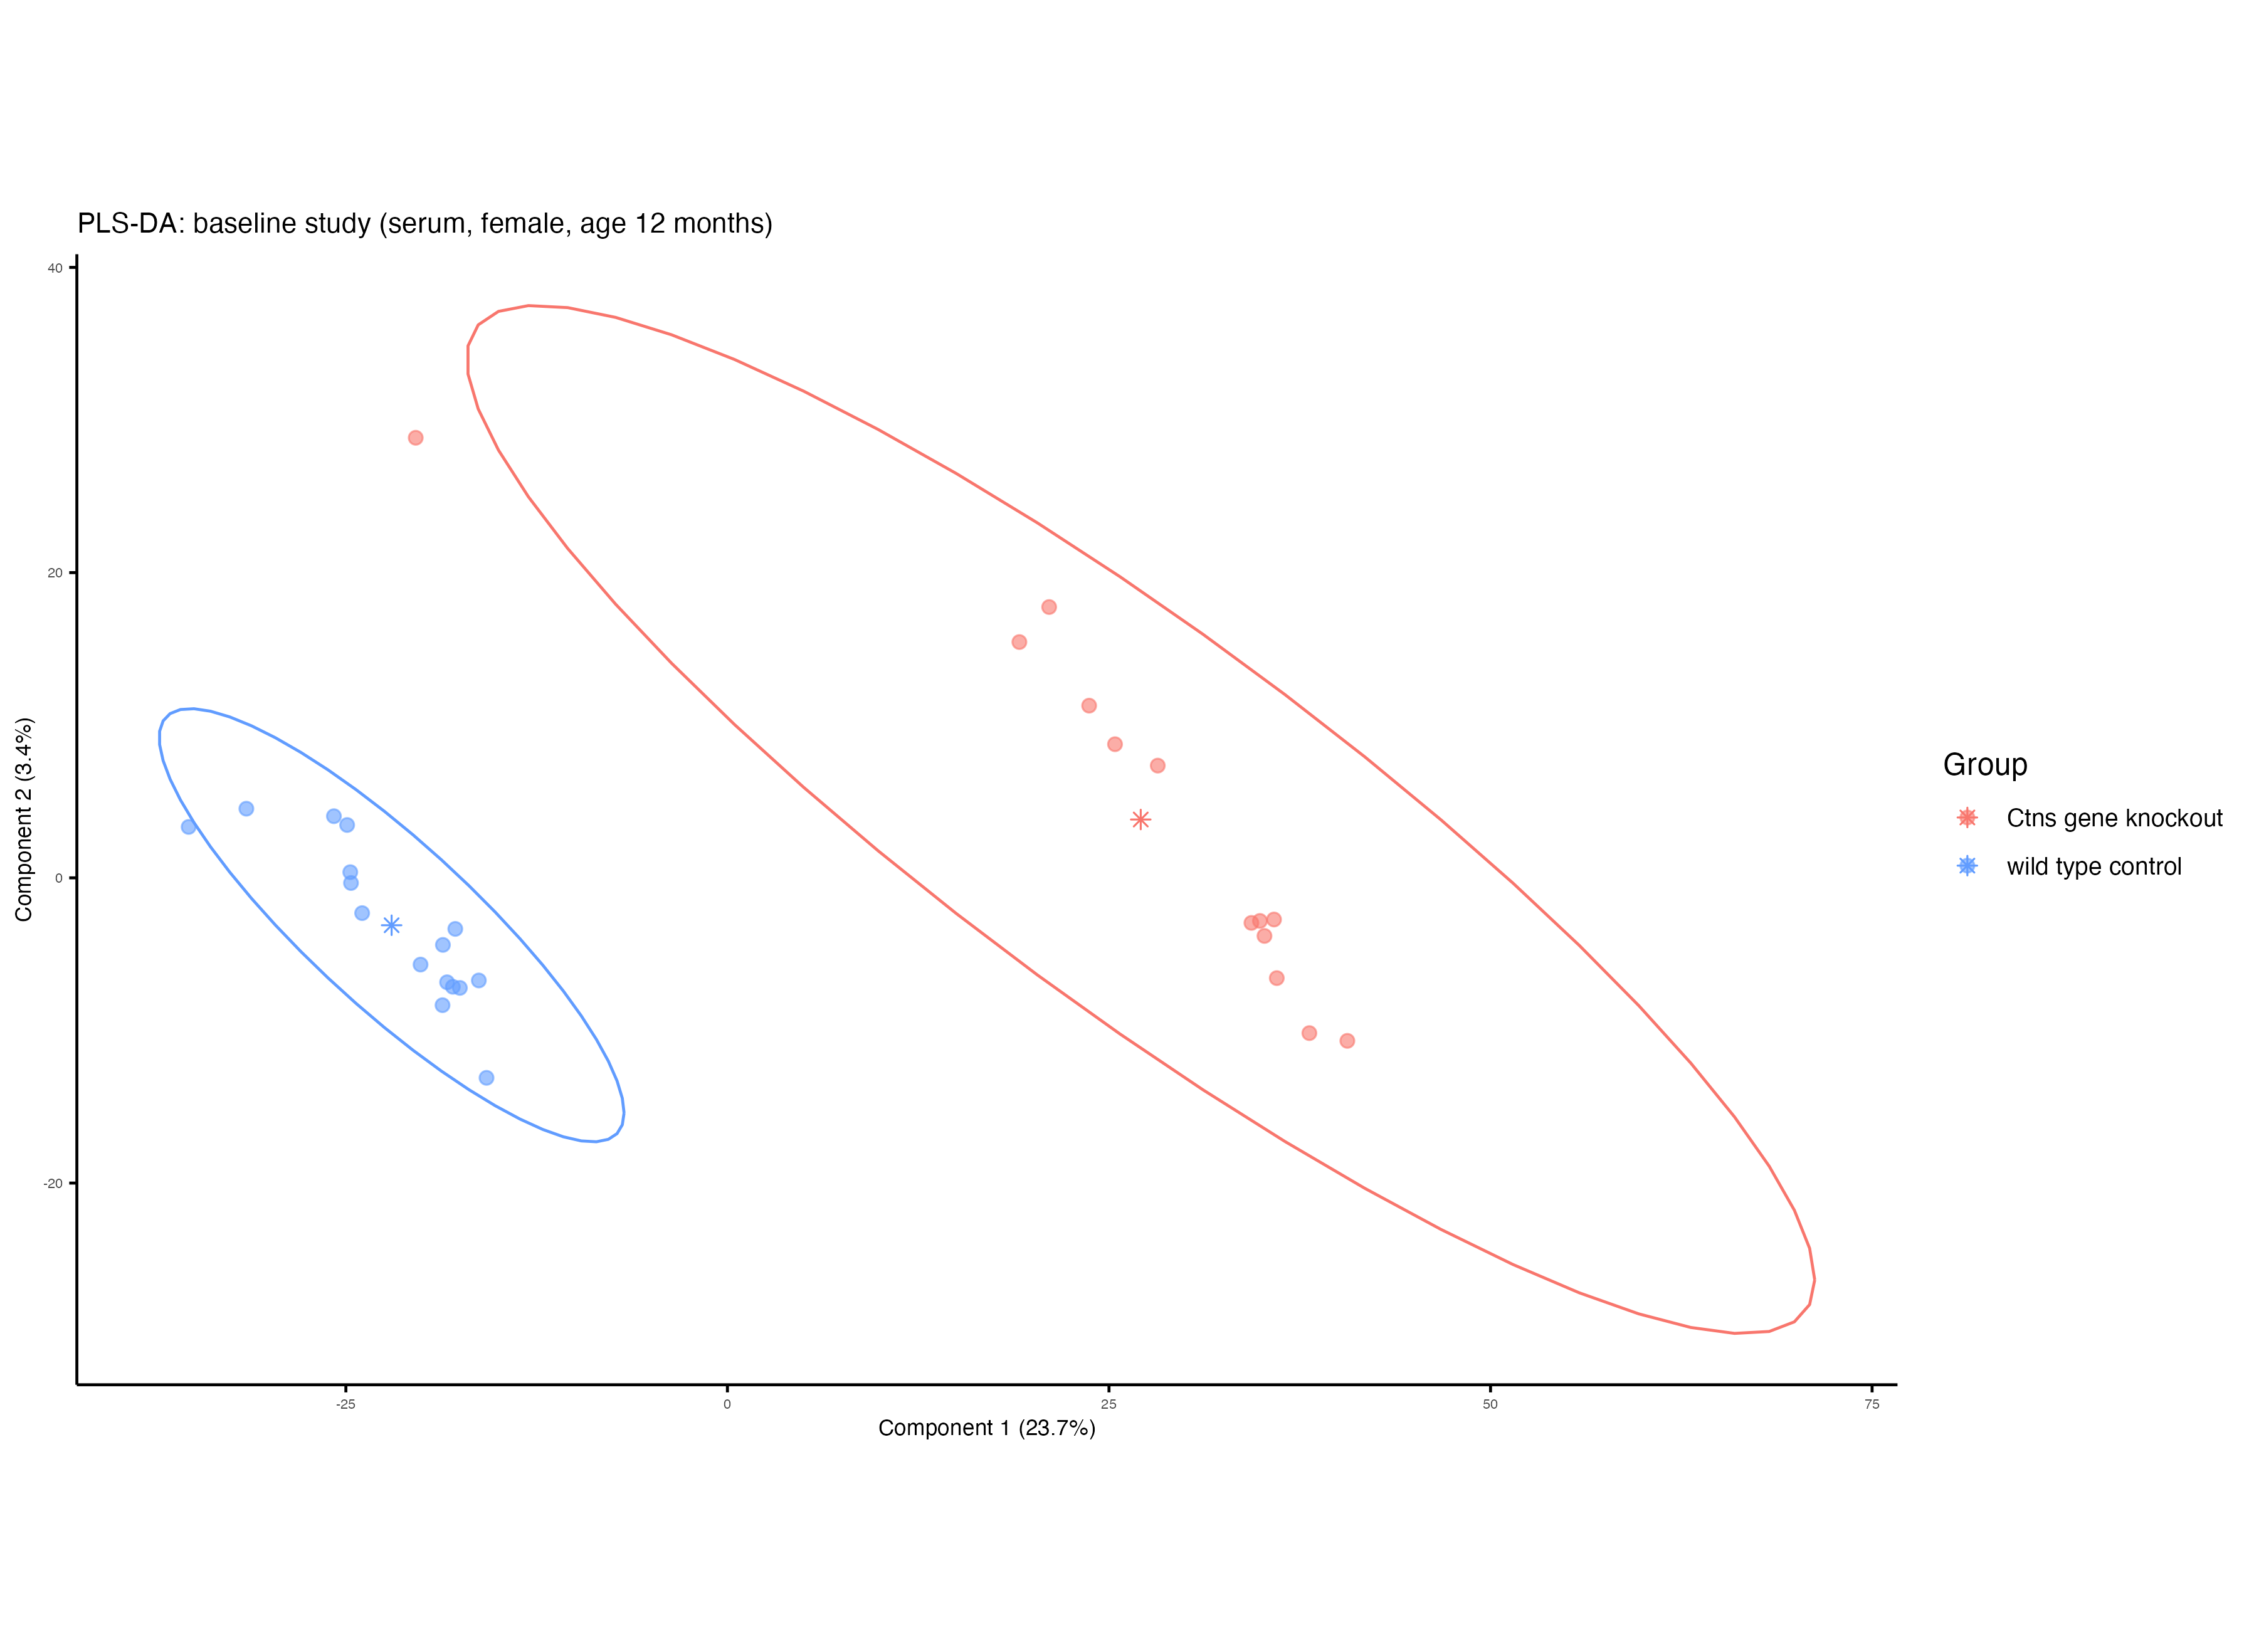 PLS-DA: baseline study (serum, female, age 12 months)
40
20
0
-20
Component 2 (3.4%)
-25
0
25
50
75
Component 1 (23.7%)
Group
Ctns gene knockout
wild type control